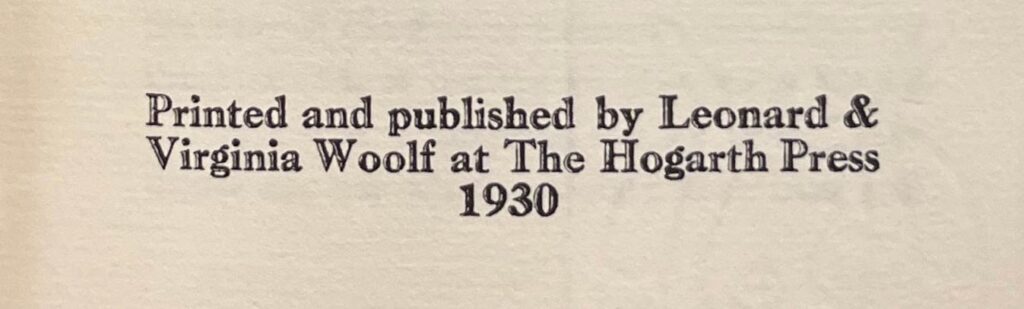 Printed and published by Leonard &
Virginia Woolf at The Hogarth Press
1930